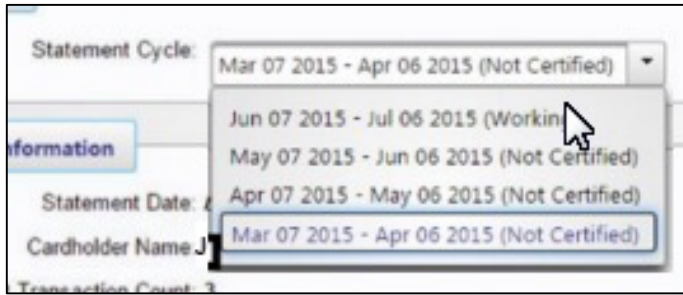 Statement Cycle: Mar 07 2015 - Apr 06 2015 (Not Certified)
Jun 07 2015 - Jul 06 2015 (Workin
nformation
May 07 2015 - Jun 06 2015 (Not Certified)
Statement Date: Apr 07 2015 - May 06 2015 (Not Certified)
Cardholder Name J Mar 07 2015 - Apr 06 2015 (Not Certified)
Transaction Count: 3